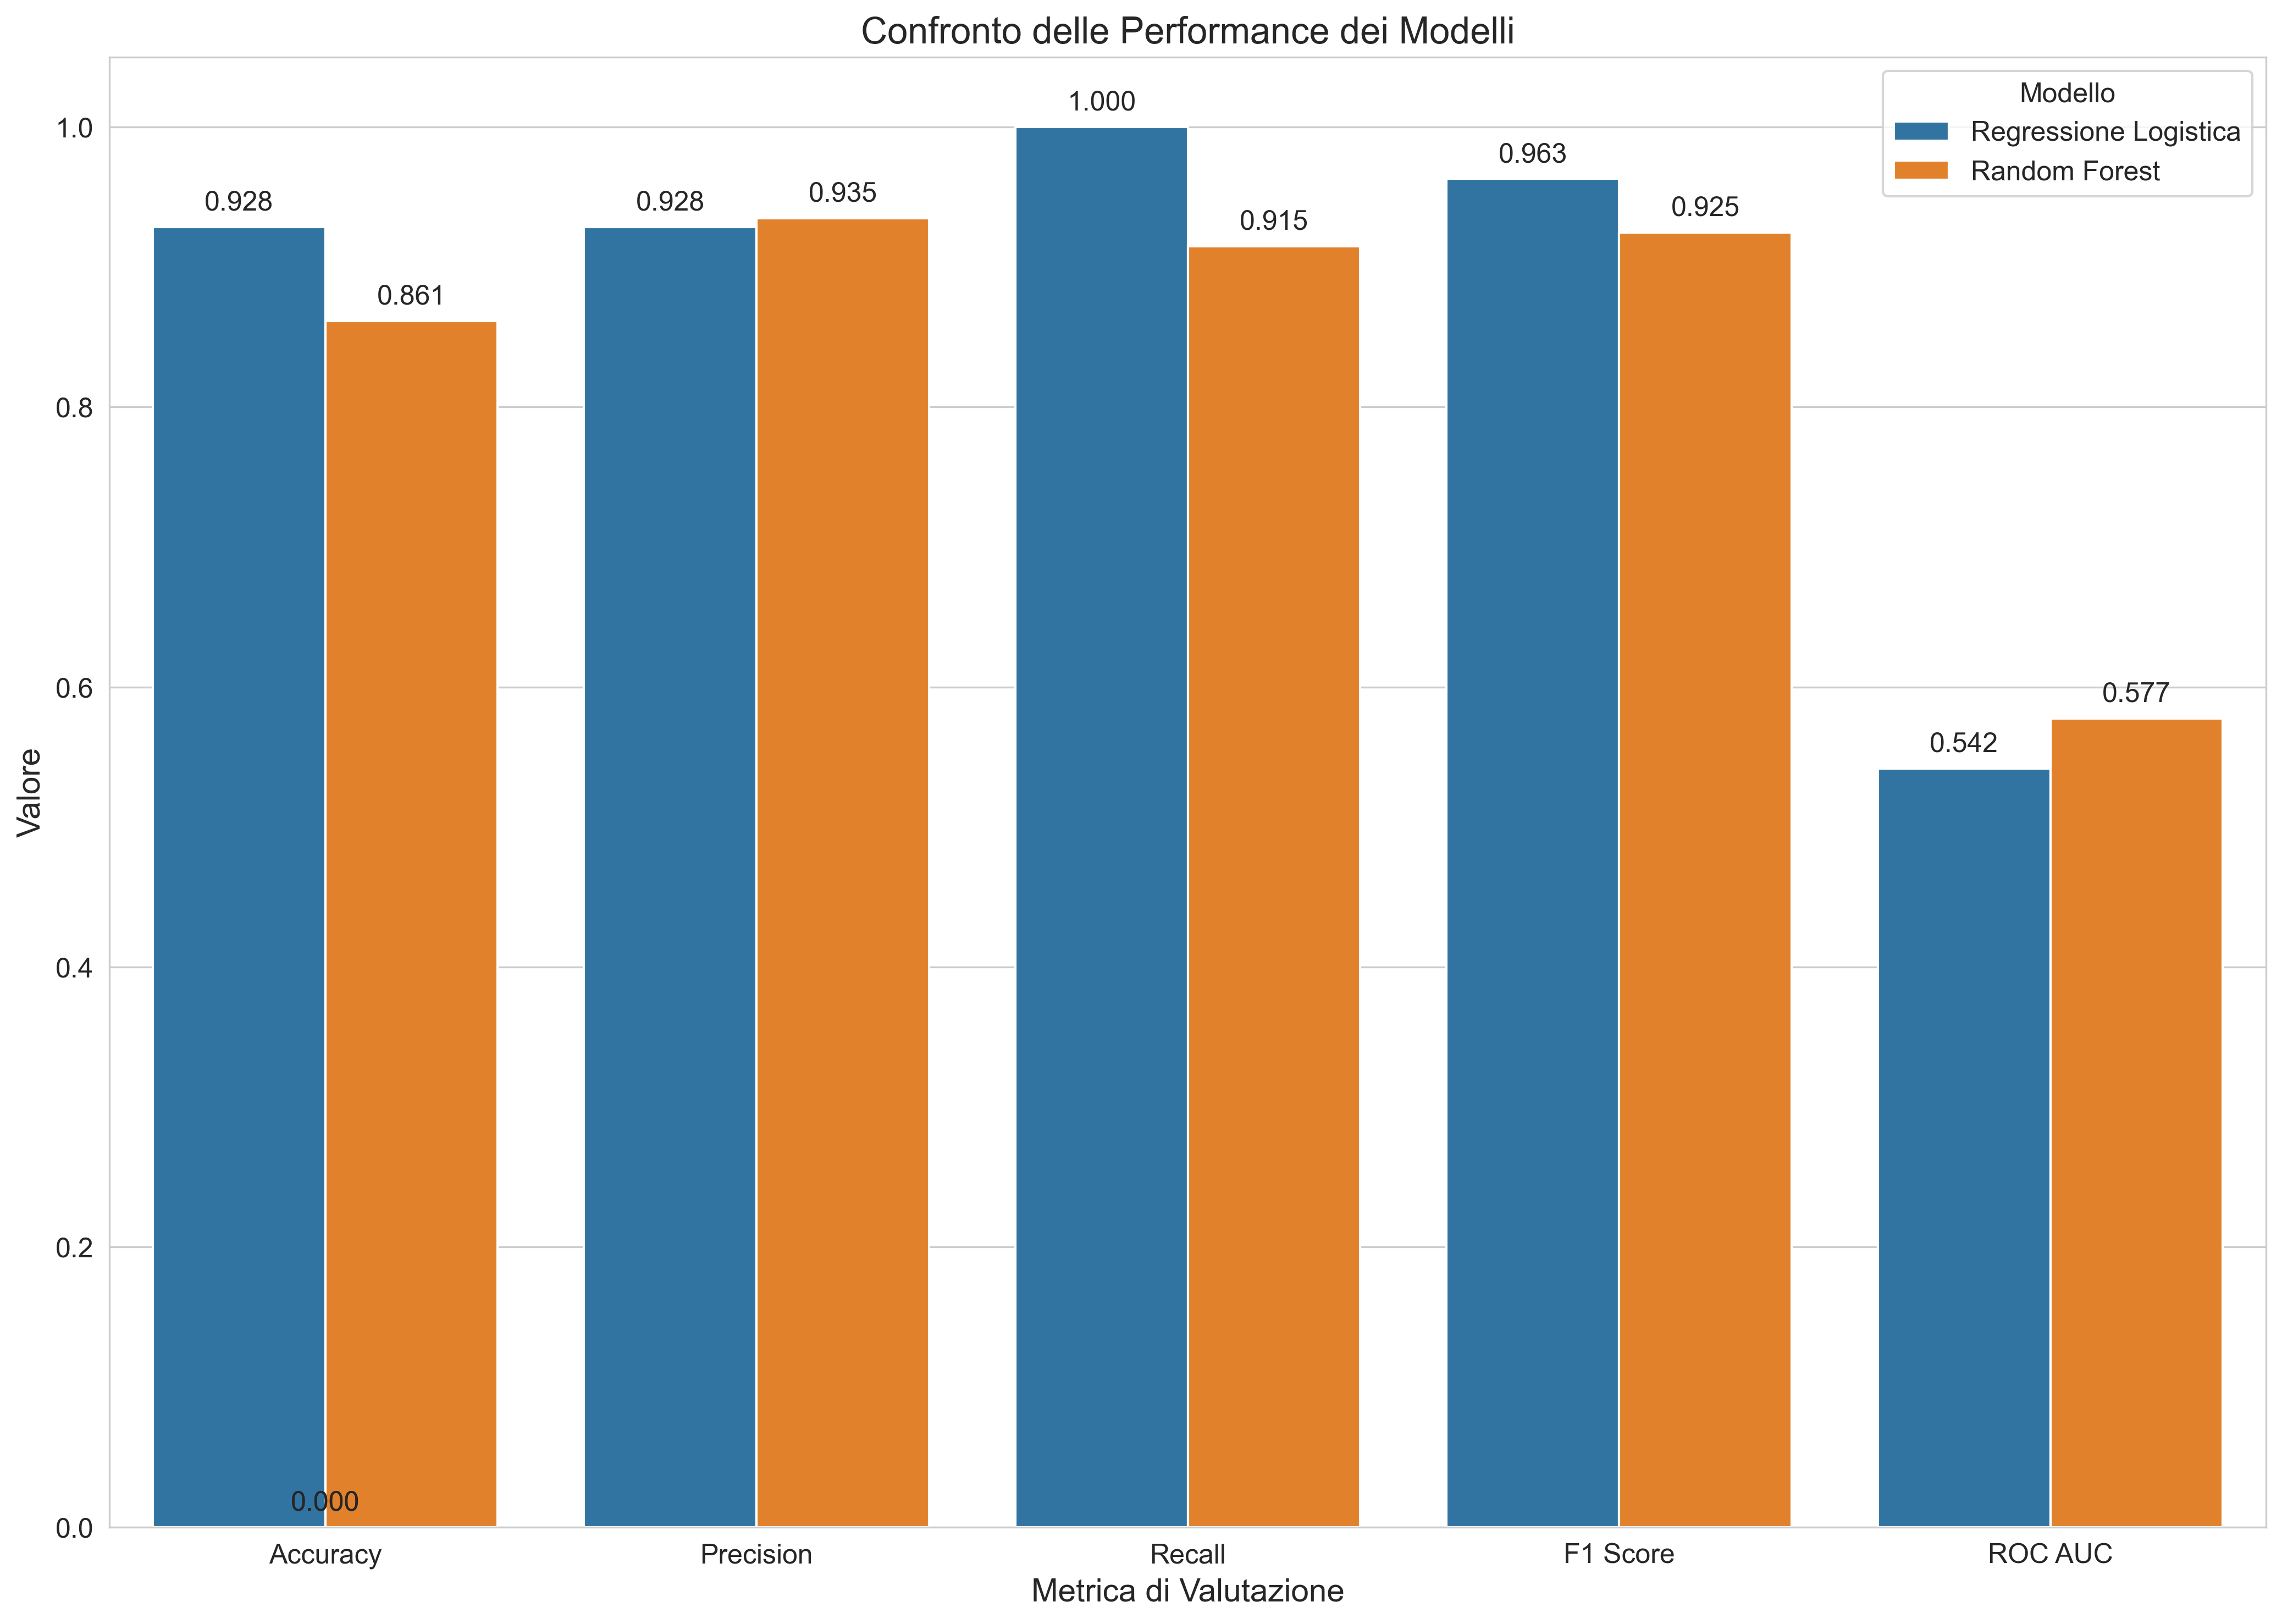 Confronto delle Performance dei Modelli
Modello
Regressione Logistica
Random Forest
Valore
1.0
0.8
0.6
0.4
0.2
0.0
0.928
0.861
0.928
0.935
1.000
0.915
0.963
0.925
0.542
0.577
0.000
Accuracy
Precision
Recall
F1 Score
ROC AUC
Metrica di Valutazione